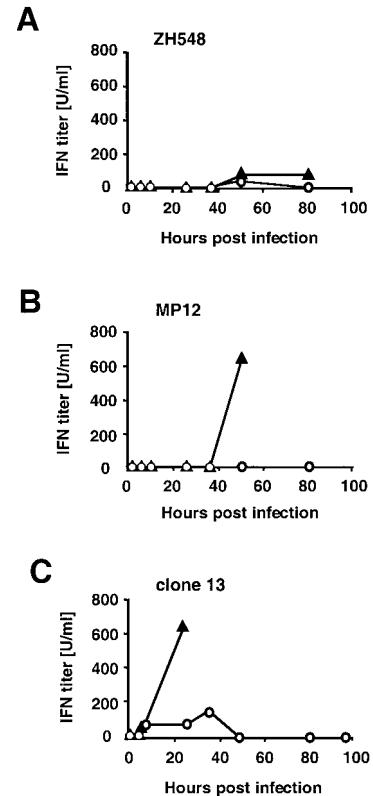 A
ZH548
IFN titer [U/ml]
800
600
400
200
0
0 20 40 60 80 100
Hours post infection
B
MP12
IFN titer [U/ml]
800
600
400
200
0
0 20 40 60 80 100
Hours post infection
C
clone 13
IFN titer [U/ml]
800
600
400
200
0
0 20 40 60 80 100
Hours post infection